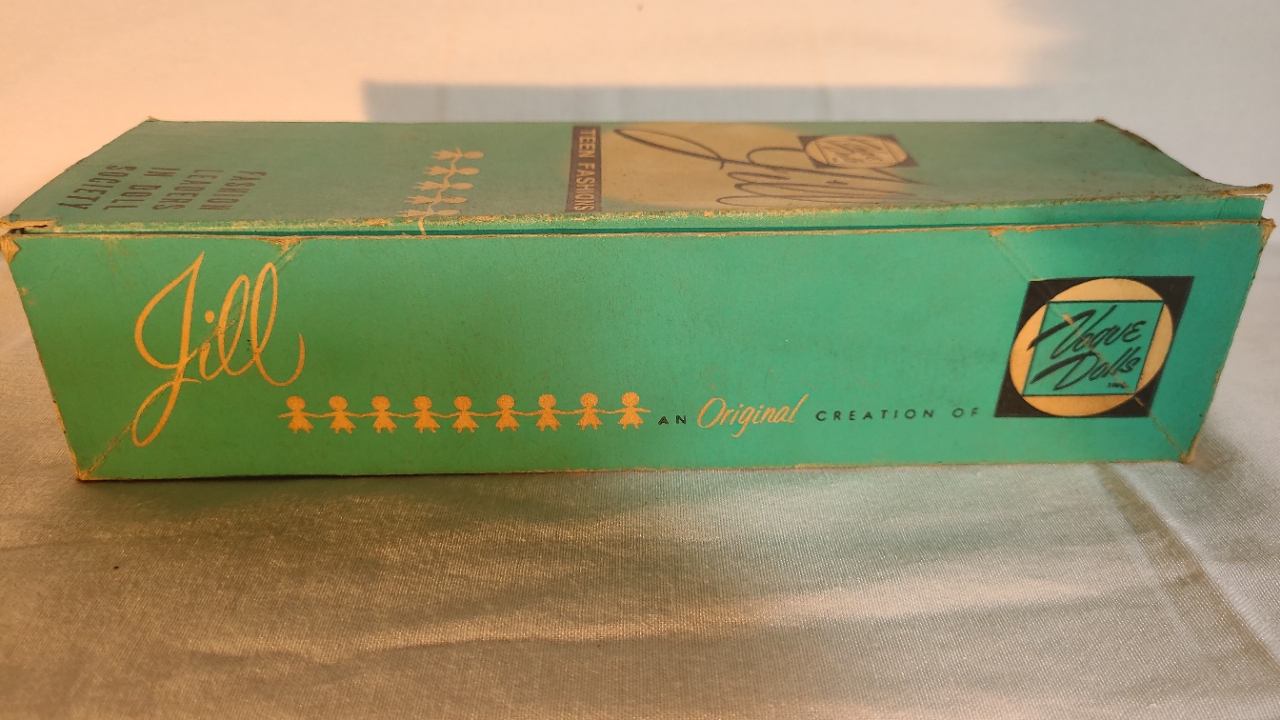 FASHION
LEADERS
IN DOLL
SOCIETY
TEEN FASHIONS
Jill
Jill
AN Original CREATION OF
Vogue
Dolls
INC.